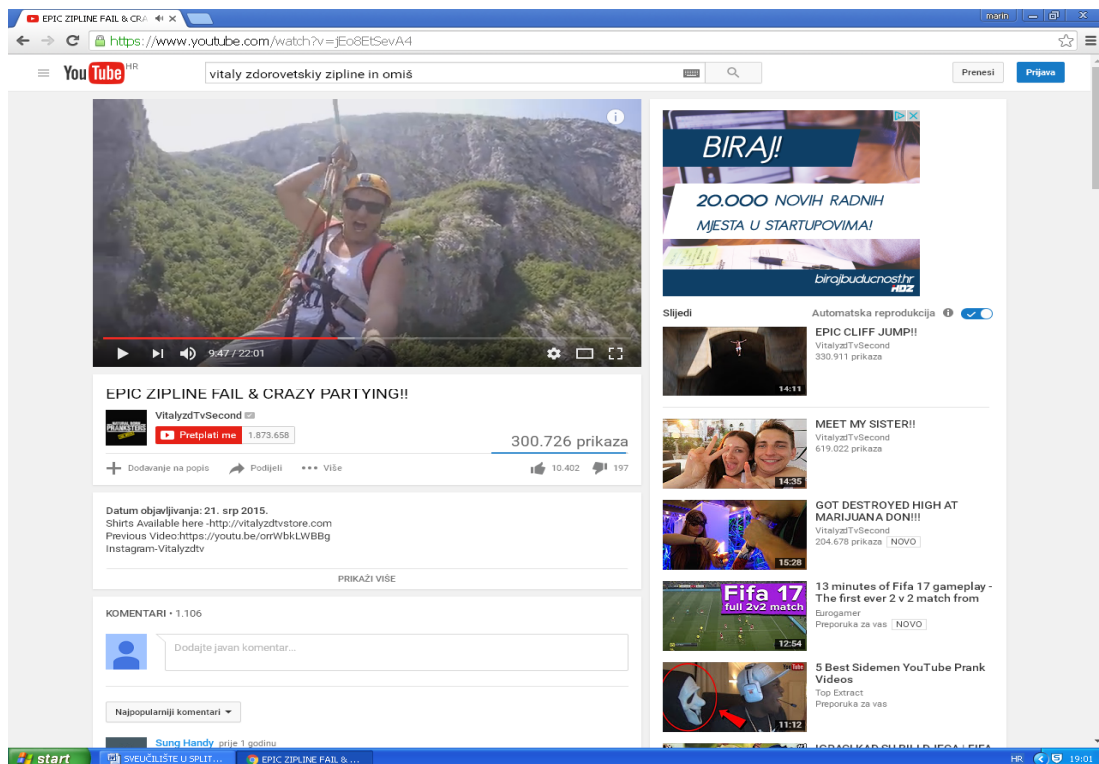 EPIC ZIPLINE FAIL & CRA
marin
https://www.youtube.com/watch?v=jEo8EtSevA4
You Tube HR
vitaly zdorovetskiy zipline in omiš
Prenesi
Prijava
9:47 / 22:01
EPIC ZIPLINE FAIL & CRAZY PARTYING!!
NATURAL BORN
PRANKSTERS
VitalyzdTvSecond
Pretplati me 1.873.658
300.726 prikaza
Dodavanje na popis Podijeli Više
10.402 197
Datum objavljivanja: 21. srp 2015.
Shirts Available here -http://vitalyzdtvstore.com
Previous Video:https://youtu.be/orrWbkLWBBg
Instagram-Vitalyzdtv
PRIKAŽI VIŠE
KOMENTARI • 1.106
Dodajte javan komentar...
Najpopularniji komentari
Sung Handy prije 1 godinu
BIRAJ!
20.000 NOVIH RADNIH
MJESTA U STARTUPOVIMA!
birajbuducnost.hr
HDZ
Slijedi
Automatska reprodukcija
EPIC CLIFF JUMP!!
VitalyzdTvSecond
330.911 prikaza
14:11
MEET MY SISTER!!
VitalyzdTvSecond
619.022 prikaza
14:35
GOT DESTROYED HIGH AT
MARIJUANA DON!!!
VitalyzdTvSecond
204.678 prikaza NOVO
15:28
Fifa 17
full 2v2 match
12:54
13 minutes of Fifa 17 gameplay -
The first ever 2 v 2 match from
Eurogamer
Preporuka za vas NOVO
5 Best Sidemen YouTube Prank
Videos
Top Extract
Preporuka za vas
11:12
start
SVEUČILIŠTE U SPLIT...
EPIC ZIPLINE FAIL & ...
HR
19:01